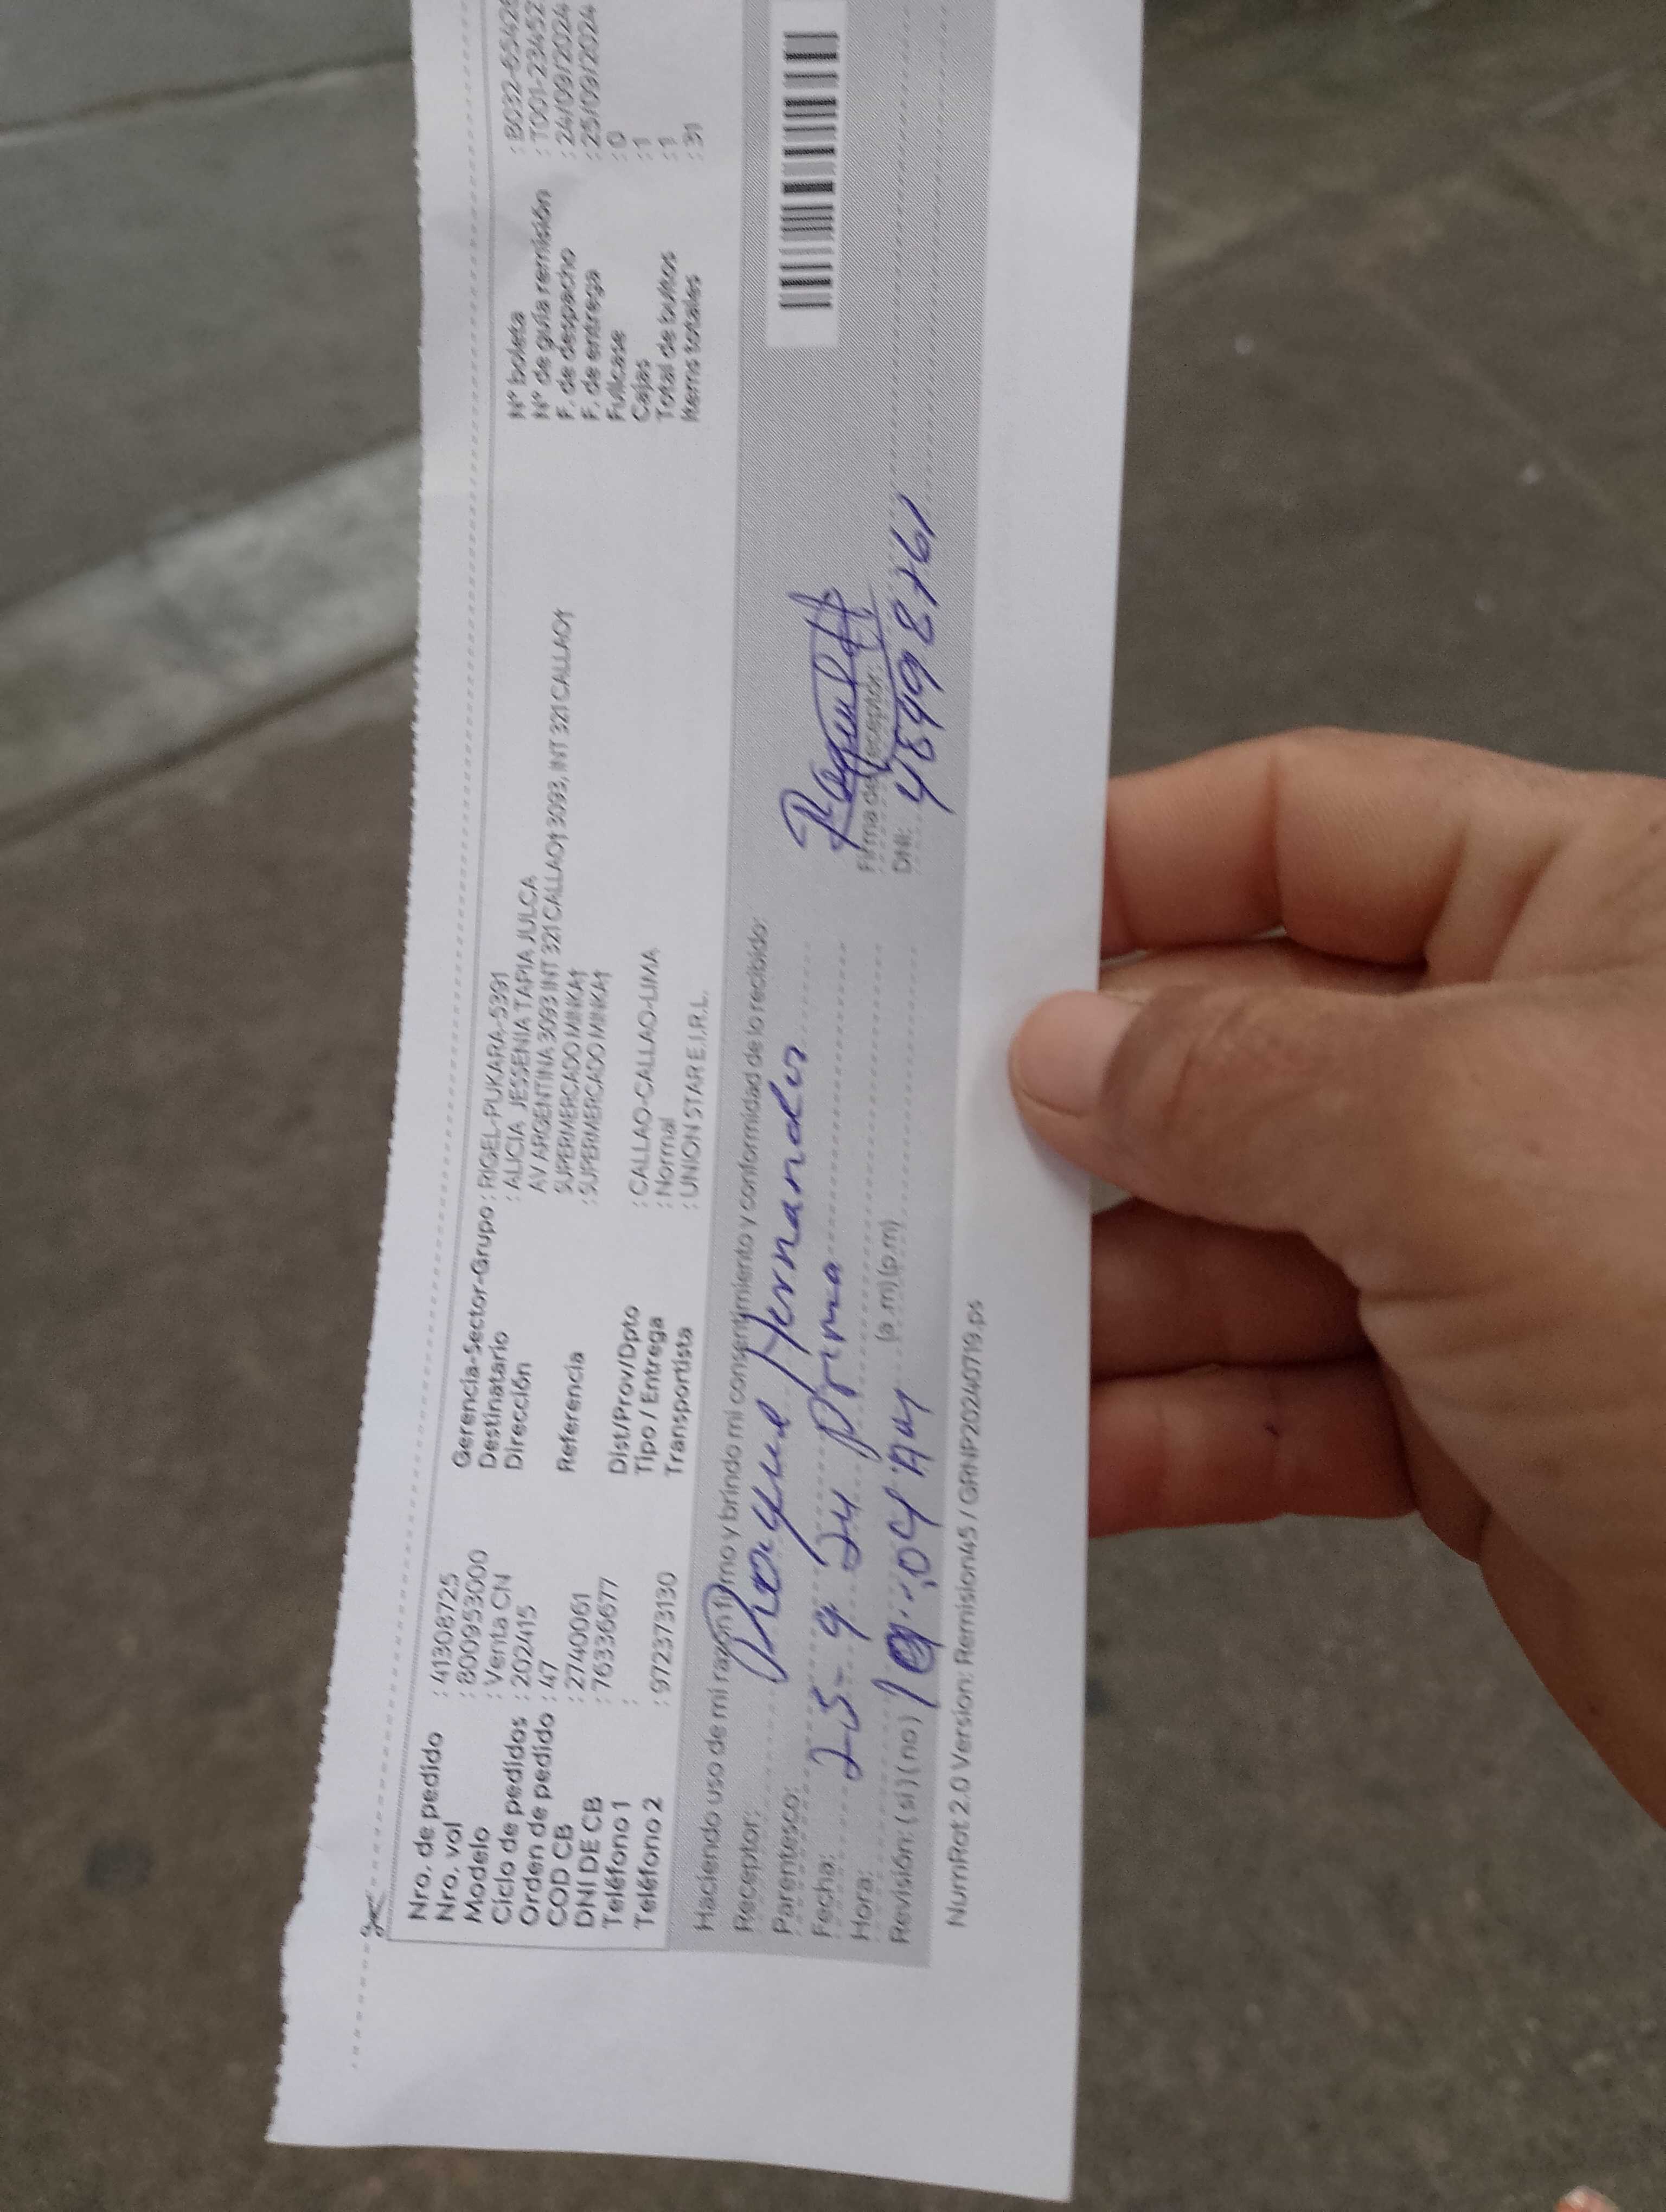 Nro. de pedido : 41308725
Nro. vol : 8000953000
Modelo : Venta CN
Ciclo de pedidos : 202415
Orden de pedido : 47
COD CB : 2740061
DNI DE CB : 76336677
Teléfono 1 :
Teléfono 2 : 972373130
Gerencia-Sector-Grupo : RIGEL-PUKARA-5391
Destinatario : ALICIA JESSENIA TAPIA JULCA
Dirección AV ARGENTINA 3093 INT 321 CALLAO¶ 3093, INT 321 CALLAO¶
SUPERMERCADO MINKA¶
Referencia : SUPERMERCADO MINKA¶
Dist/Prov/Dpto : CALLAO-CALLAO-LIMA
Tipo / Entrega : Normal
Transportista : UNION STAR E.I.R.L.
N° boleta : B032-65428
N° de guía remisión : T001-23452
F. de despacho : 24/09/2024
F. de entrega : 25/09/2024
Fullcase : 0
Cajas : 1
Total de bultos : 1
Items totales : 31
Haciendo uso de mi razón firmo y brindo mi consentimiento y conformidad de lo recibido:
Receptor: Hernandez
Parentesco: Prima
Fecha: 25-9-24
Hora: 10:04 AM (a.m)(p.m)
Revisión: (si) (no)
Firma del receptor:
DNI:
NumRot 2.0 Version: Remision45 / GRNP20240719.ps